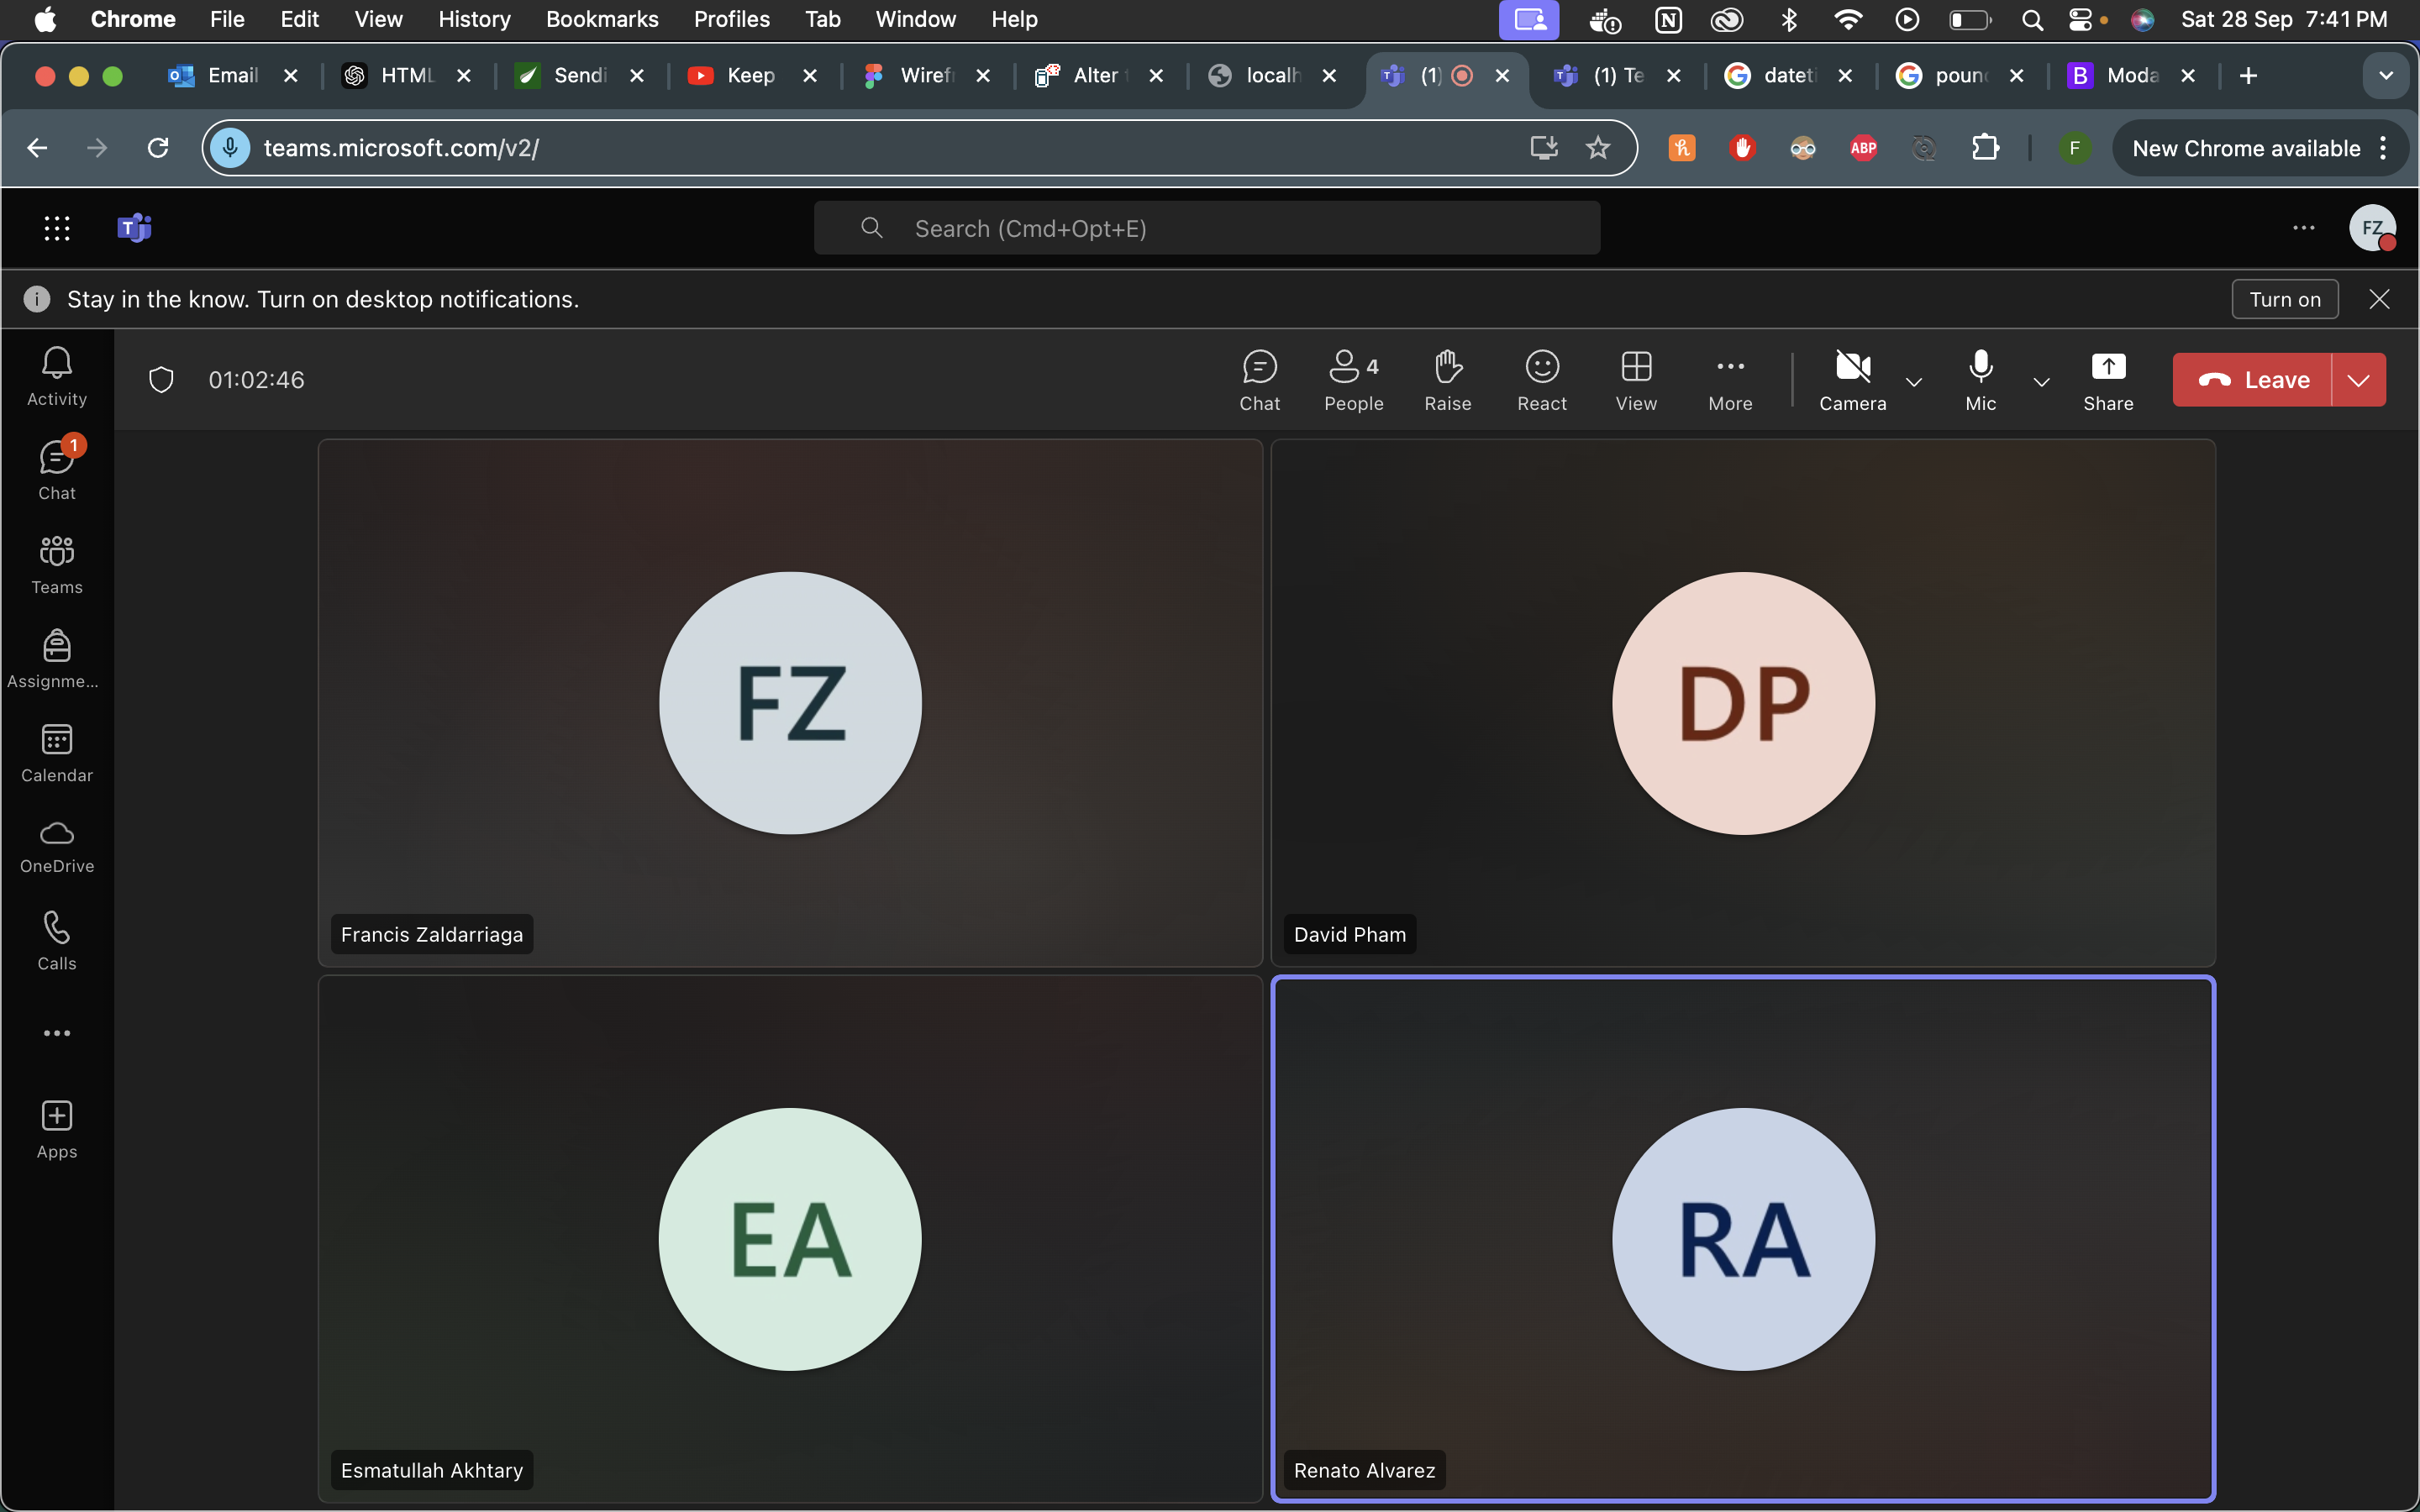 Chrome File Edit View History Bookmarks Profiles Tab Window Help Sat 28 Sep 7:41 PM
Email HTML Sendi Keep Wirefr Alter localh (1) (1) Te dateti pound Moda
teams.microsoft.com/v2/ ABP F New Chrome available
Search (Cmd+Opt+E) FZ
Stay in the know. Turn on desktop notifications. Turn on
01:02:46
4
Chat People Raise React View More Camera Mic Share Leave
Activity
1
Chat
Teams
Assignme...
Calendar
OneDrive
Calls
Apps
FZ
Francis Zaldarriaga
DP
David Pham
EA
Esmatullah Akhtary
RA
Renato Alvarez